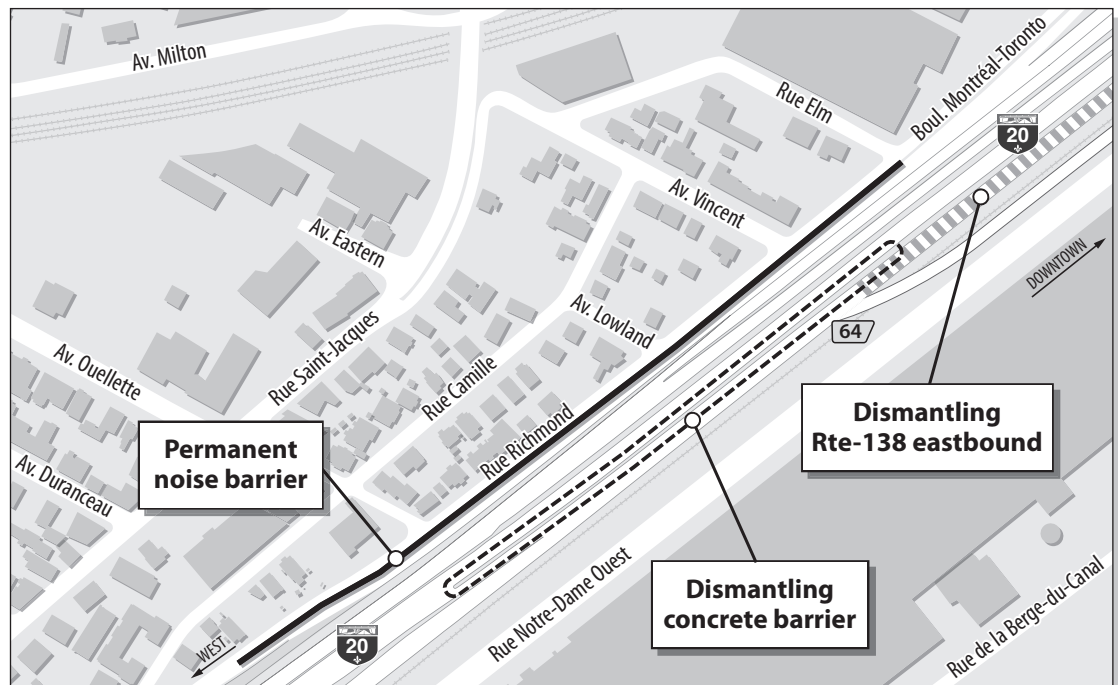 Av. Milton
Boul. Montréal-Toronto
Rue Elm
20
Av. Vincent
Av. Eastern
DOWNTOWN
Av. Lowland
64
Rue Saint-Jacques
Av. Ouellette
Rue Camille
Dismantling
Rte-138 eastbound
Permanent
noise barrier
Rue Richmond
Av. Duranceau
Dismantling
concrete barrier
Rue Notre-Dame Ouest
Rue de la Berge-du-Canal
WEST
20